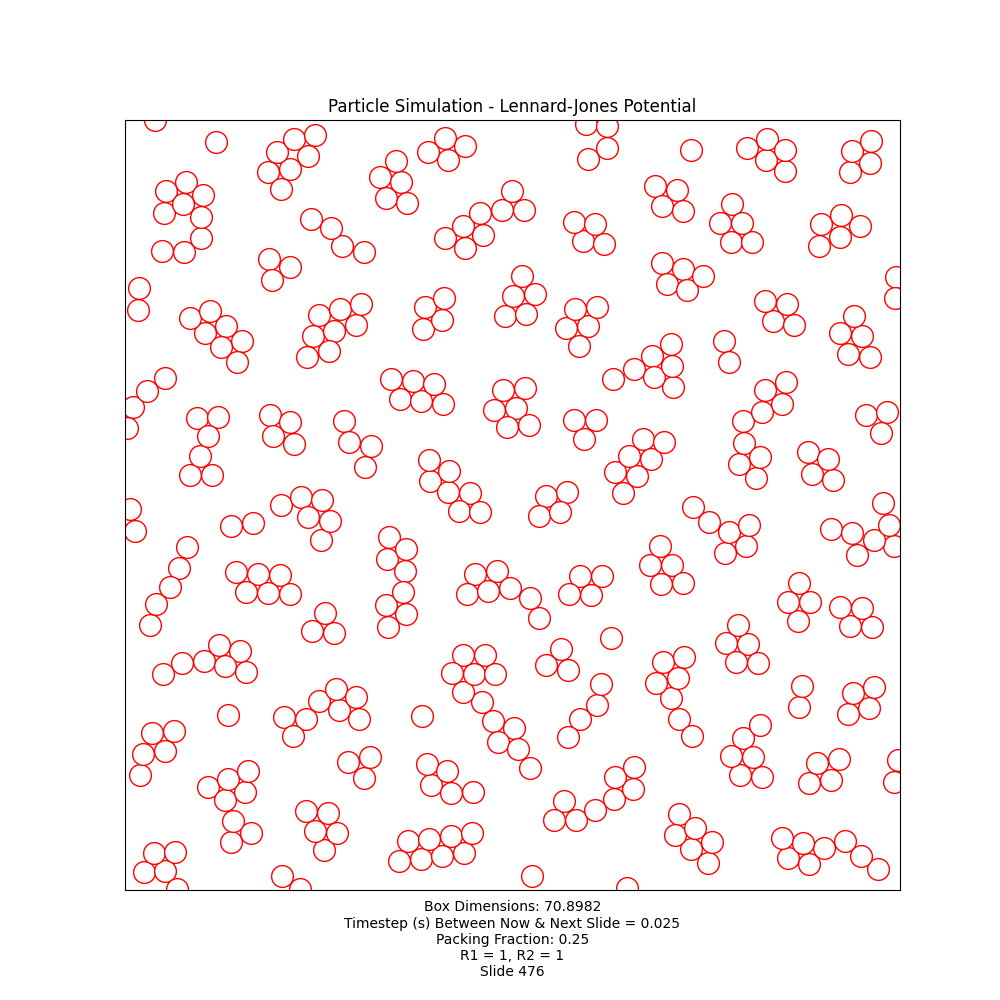 Particle Simulation - Lennard-Jones Potential
Box Dimensions: 70.8982
Timestep (s) Between Now & Next Slide = 0.025
Packing Fraction: 0.25
R1 = 1, R2 = 1
Slide 476